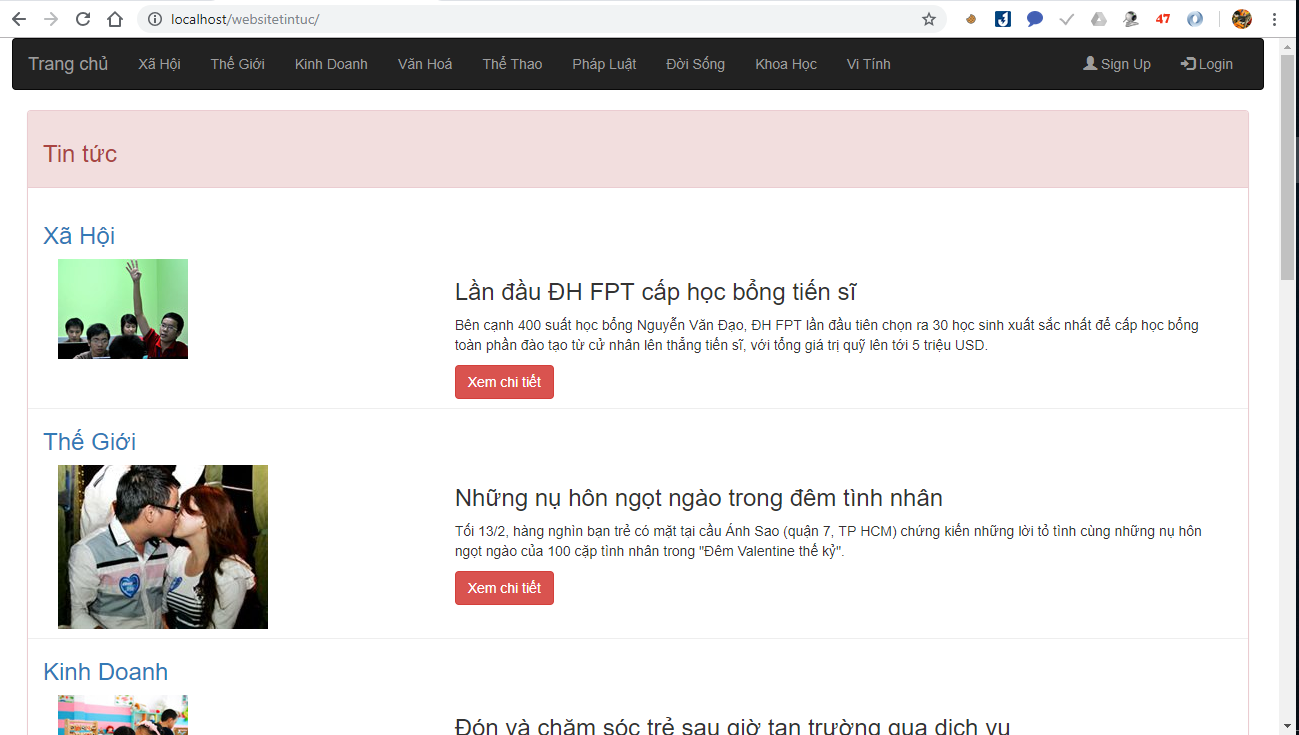 localhost/websitetintuc/
47
Trang chủ Xã Hội Thế Giới Kinh Doanh Văn Hoá Thể Thao Pháp Luật Đời Sống Khoa Học Vi Tính Sign Up Login
Tin tức
Xã Hội
Lần đầu ĐH FPT cấp học bổng tiến sĩ
Bên cạnh 400 suất học bổng Nguyễn Văn Đạo, ĐH FPT lần đầu tiên chọn ra 30 học sinh xuất sắc nhất để cấp học bổng
toàn phần đào tạo từ cử nhân lên thẳng tiến sĩ, với tổng giá trị quỹ lên tới 5 triệu USD.
Xem chi tiết
Thế Giới
Những nụ hôn ngọt ngào trong đêm tình nhân
Tối 13/2, hàng nghìn bạn trẻ có mặt tại cầu Ánh Sao (quận 7, TP HCM) chứng kiến những lời tỏ tình cùng những nụ hôn
ngọt ngào của 100 cặp tình nhân trong "Đêm Valentine thế kỷ".
Xem chi tiết
Kinh Doanh
Đón và chăm sóc trẻ sau giờ tan trường qua dịch vụ